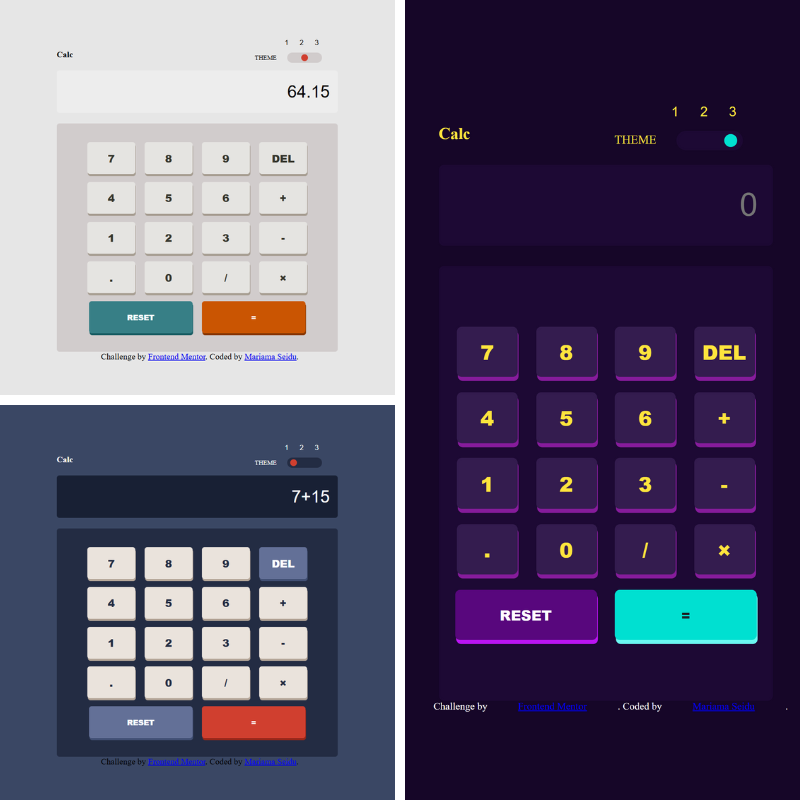 1 2 3
Calc THEME
64.15
7 8 9 DEL
4 5 6 +
1 2 3 -
. 0 / ×
RESET =
Challenge by Frontend Mentor. Coded by Mariama Seidu.
1 2 3
Calc THEME
7+15
7 8 9 DEL
4 5 6 +
1 2 3 -
. 0 / ×
RESET =
Challenge by Frontend Mentor. Coded by Mariama Seidu.
1 2 3
Calc THEME
0
7 8 9 DEL
4 5 6 +
1 2 3 -
. 0 / ×
RESET =
Challenge by Frontend Mentor . Coded by Mariama Seidu .